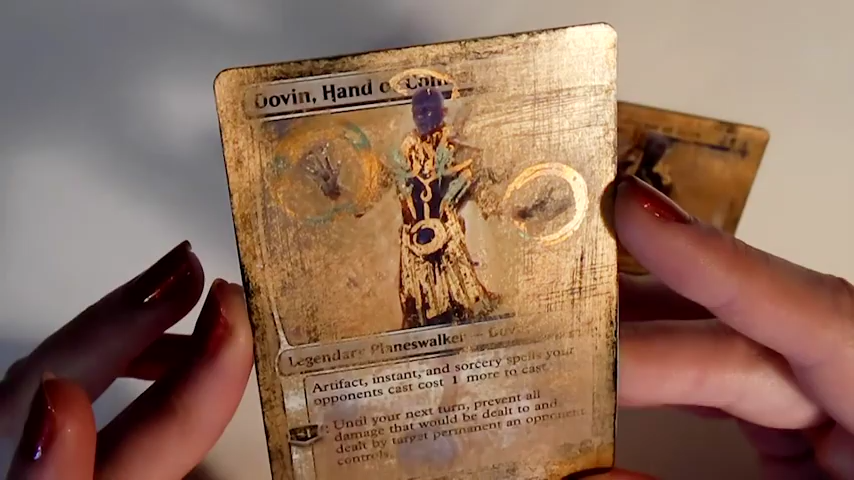 Dovin, Hand of Con
Legendary Planeswalker – Dov
Artifact, instant, and sorcery spells your
opponents cast cost 1 more to cast.
Until your next turn, prevent all
damage that would be dealt to and
dealt by target permanent an opponent
controls.